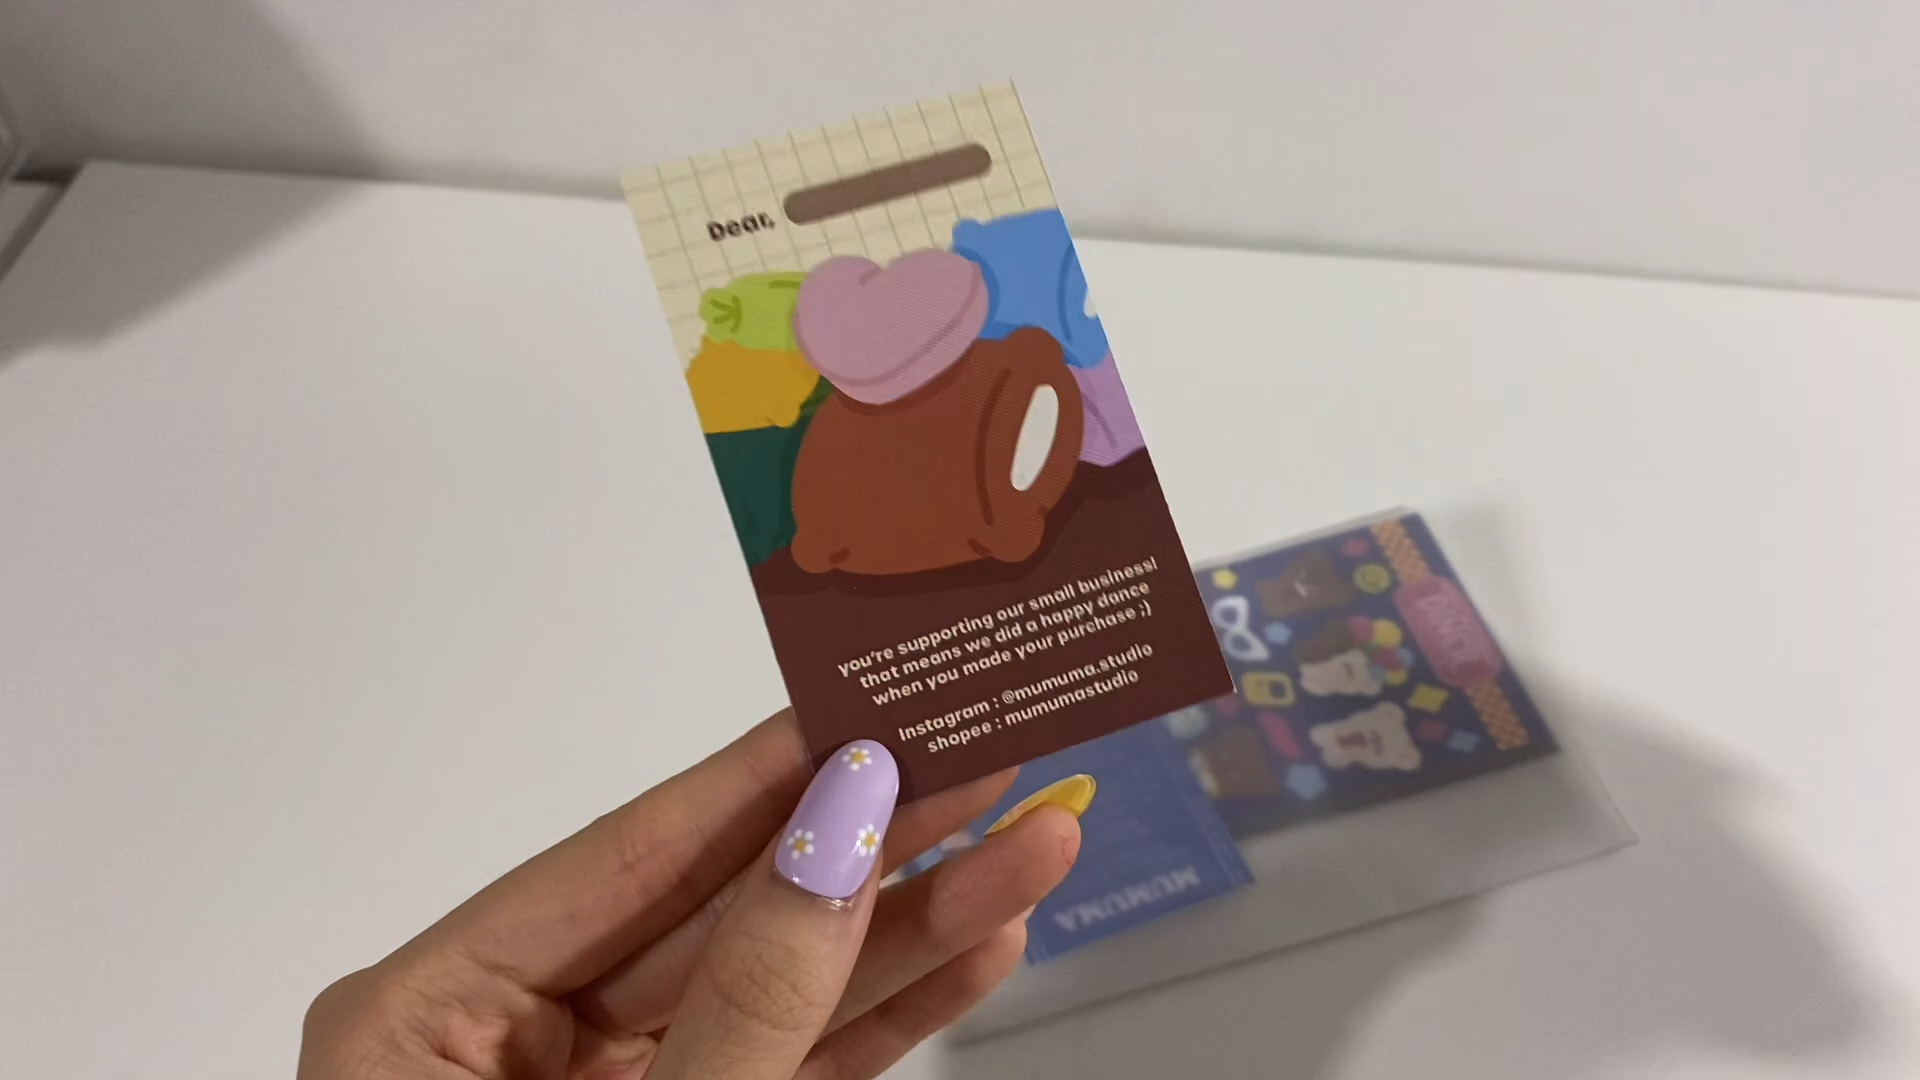 Dear,
you're supporting our small business!
that means we did a happy dance
when you made your purchase ;)
Instagram : @mumuma.studio
shopee : mumumastudio
MUMUMA